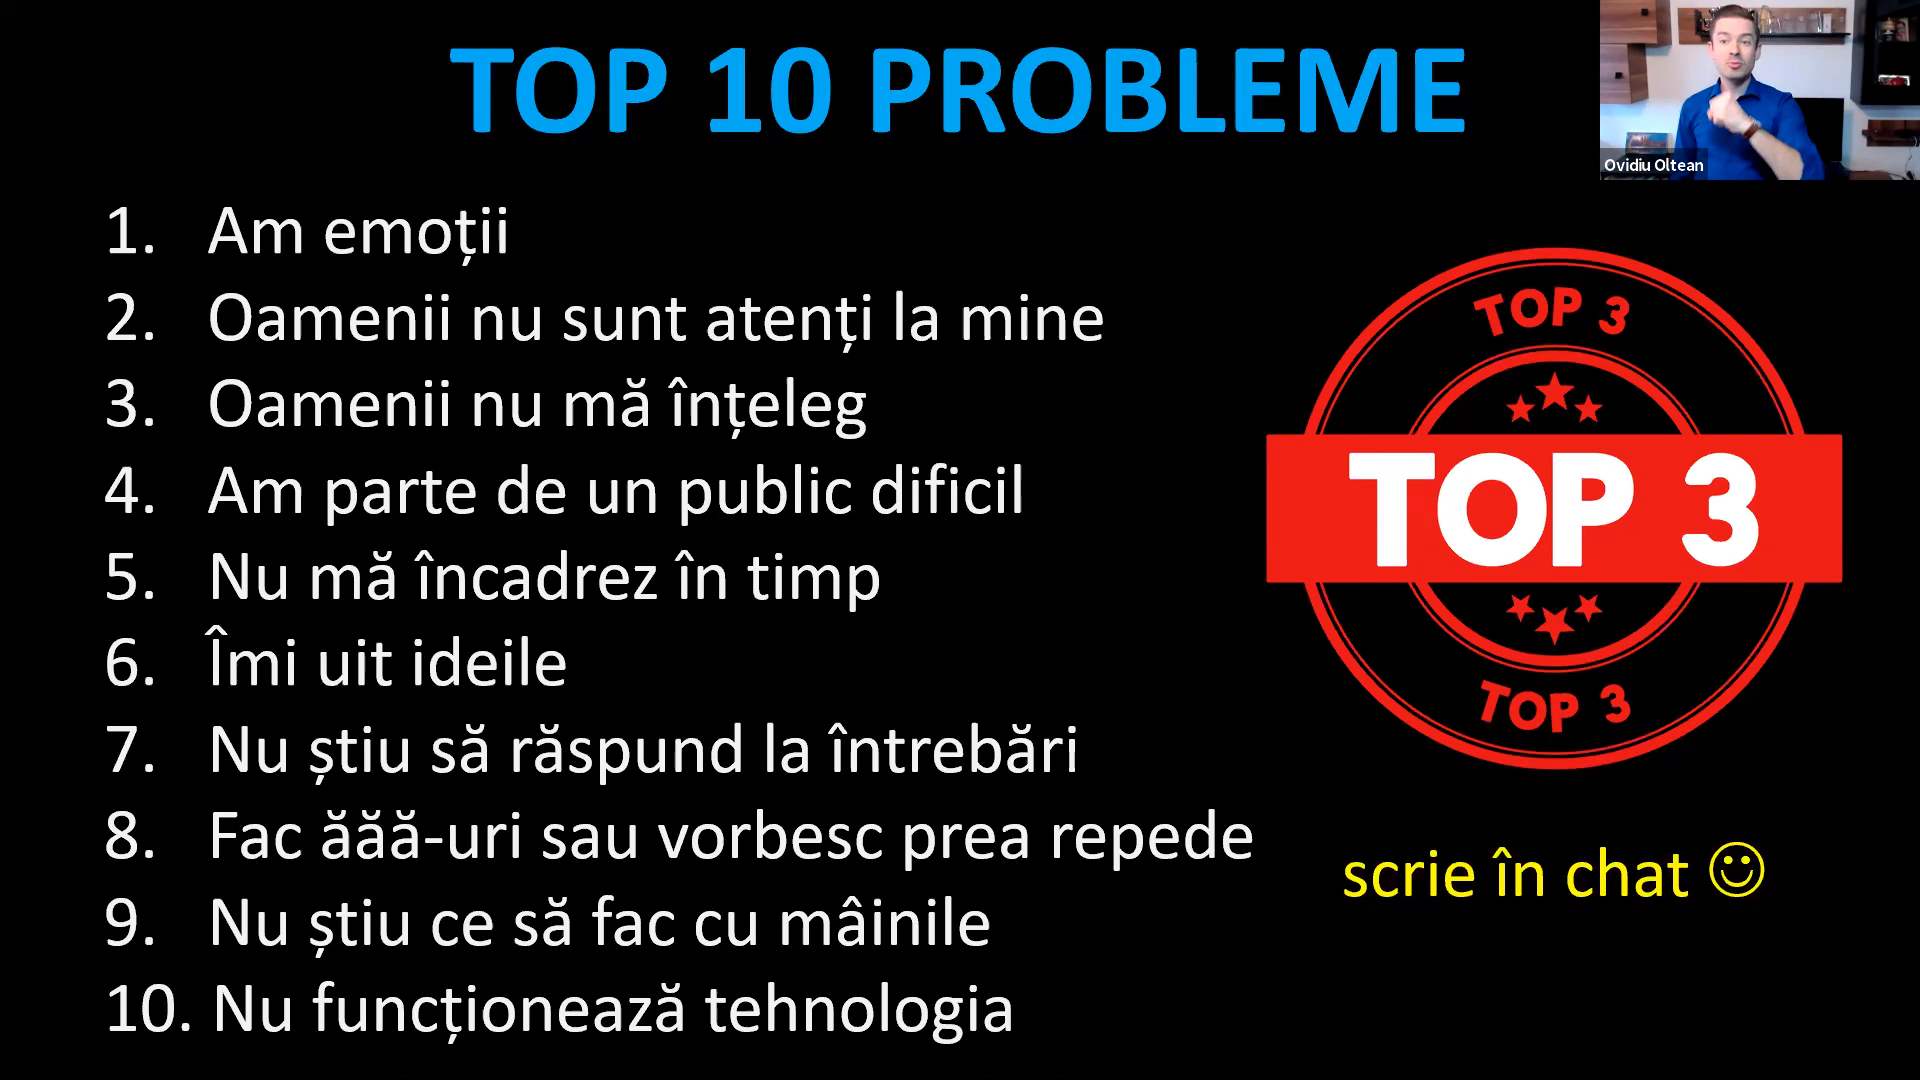 TOP 10 PROBLEME
Ovidiu Oltean
1. Am emoții
2. Oamenii nu sunt atenți la mine
3. Oamenii nu mă înțeleg
4. Am parte de un public dificil
5. Nu mă încadrez în timp
6. Îmi uit ideile
7. Nu știu să răspund la întrebări
8. Fac ăăă-uri sau vorbesc prea repede
9. Nu știu ce să fac cu mâinile
10. Nu funcționează tehnologia
TOP 3
TOP 3
TOP 3
scrie în chat